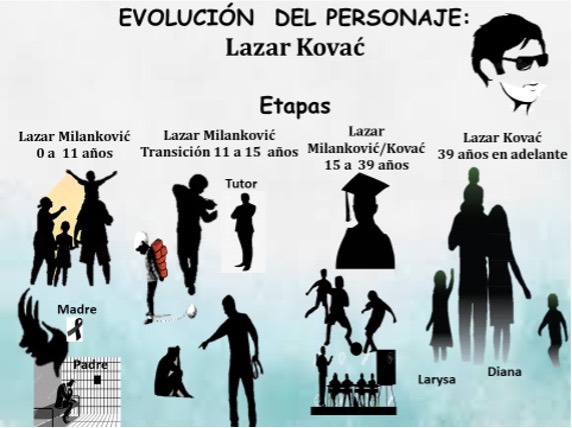 EVOLUCIÓN DEL PERSONAJE:
Lazar Kovać
Etapas
Lazar Milanković
0 a 11 años
Lazar Milanković
Transición 11 a 15 años
Lazar
Milanković/Kovać
15 a 39 años
Lazar Kovać
39 años en adelante
Tutor
Madre
Padre
Larysa
Diana